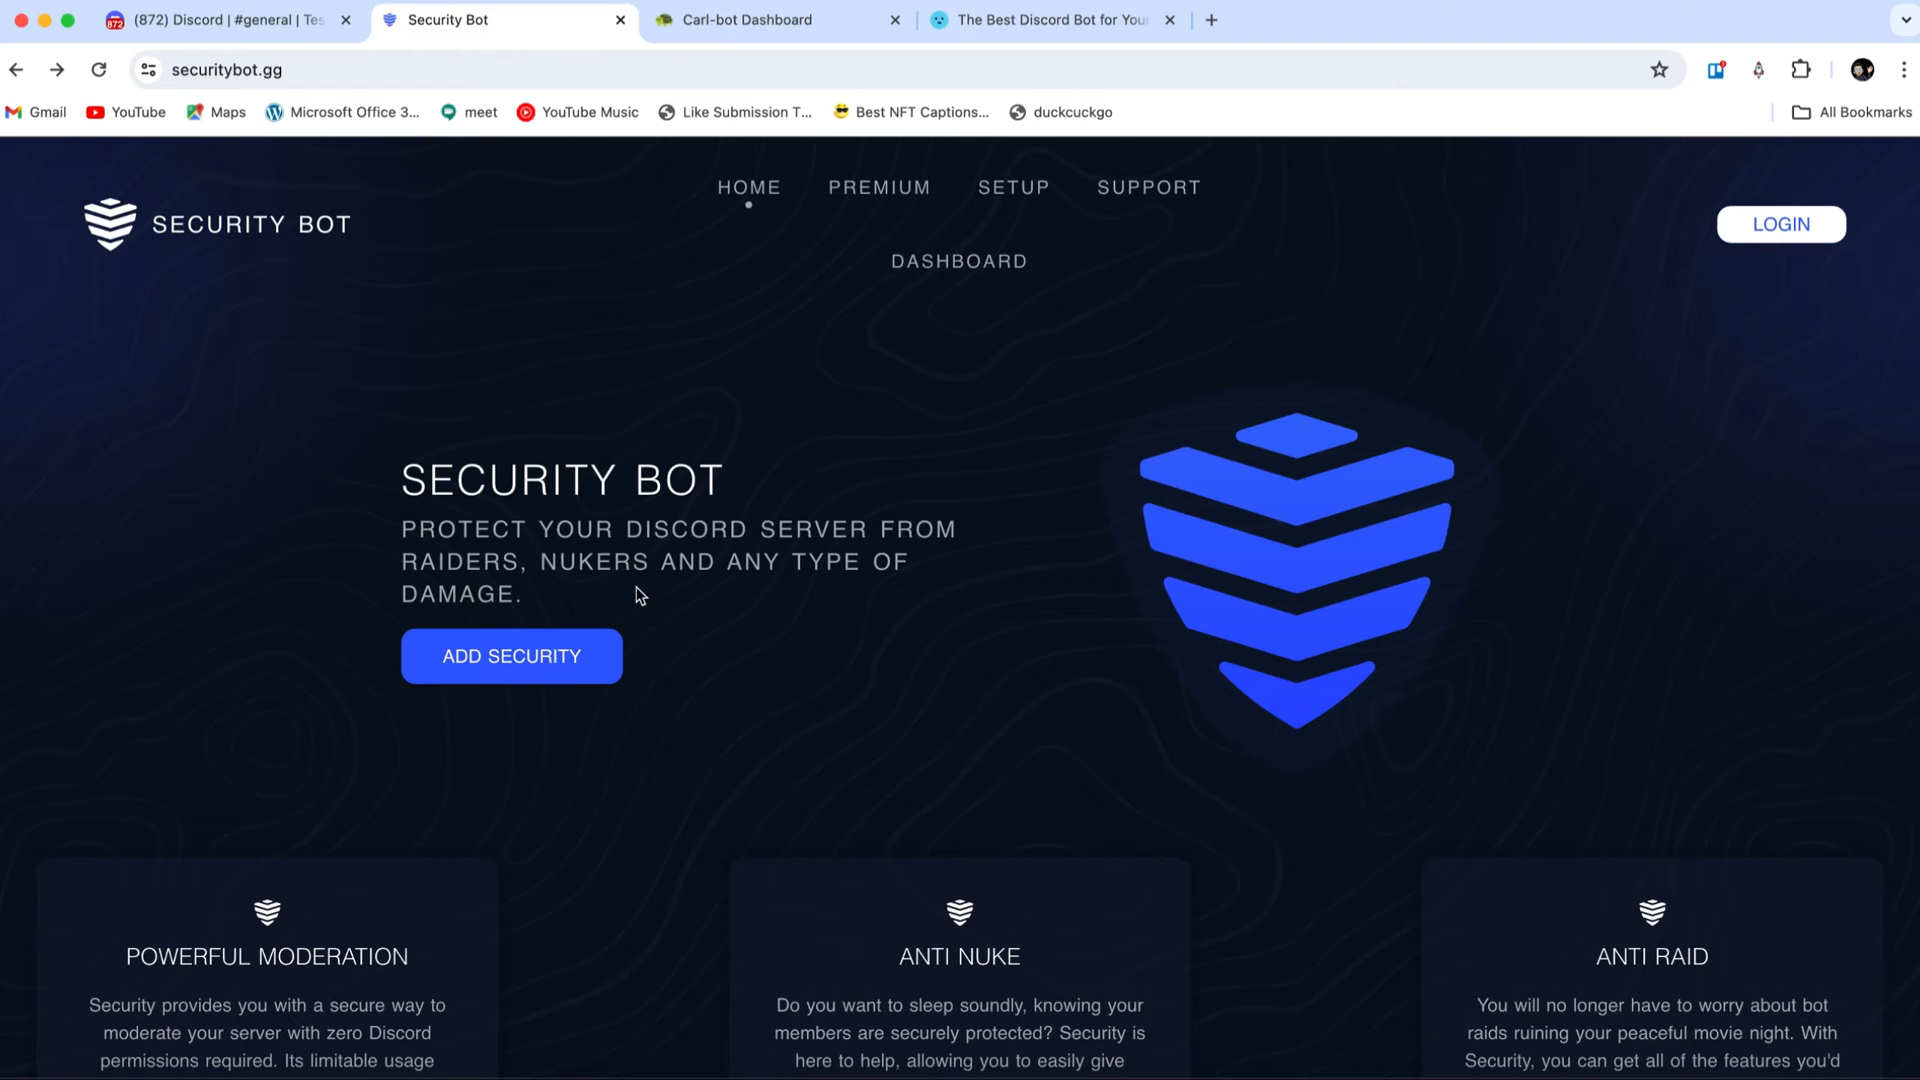 (872) Discord | #general | Tes
Security Bot
Carl-bot Dashboard
The Best Discord Bot for Your
securitybot.gg
Gmail
YouTube
Maps
Microsoft Office 3...
meet
YouTube Music
Like Submission T...
Best NFT Captions...
duckcuckgo
All Bookmarks
SECURITY BOT
HOME
PREMIUM
SETUP
SUPPORT
DASHBOARD
LOGIN
SECURITY BOT
PROTECT YOUR DISCORD SERVER FROM
RAIDERS, NUKERS AND ANY TYPE OF
DAMAGE.
ADD SECURITY
POWERFUL MODERATION
Security provides you with a secure way to
moderate your server with zero Discord
permissions required. Its limitable usage
ANTI NUKE
Do you want to sleep soundly, knowing your
members are securely protected? Security is
here to help, allowing you to easily give
ANTI RAID
You will no longer have to worry about bot
raids ruining your peaceful movie night. With
Security, you can get all of the features you'd